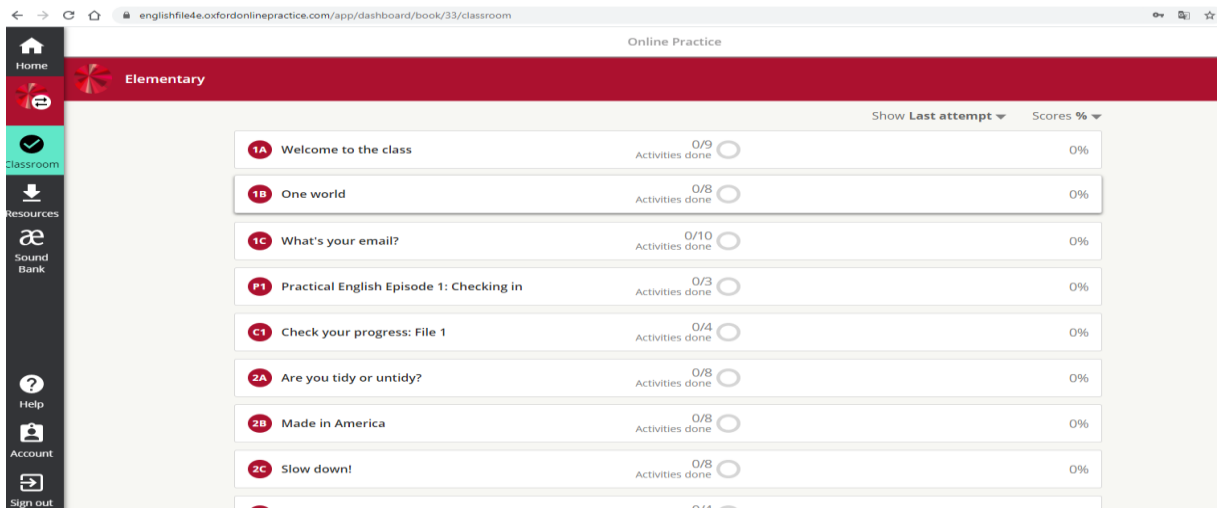 englishfile4e.oxfordonlinepractice.com/app/dashboard/book/33/classroom
Online Practice
Home
Elementary
Classroom
Resources
æ
Sound
Bank
Help
Account
Sign out
Show Last attempt Scores %
1A Welcome to the class 0/9 Activities done 0%
1B One world 0/8 Activities done 0%
1C What's your email? 0/10 Activities done 0%
P1 Practical English Episode 1: Checking in 0/3 Activities done 0%
C1 Check your progress: File 1 0/4 Activities done 0%
2A Are you tidy or untidy? 0/8 Activities done 0%
2B Made in America 0/8 Activities done 0%
2C Slow down! 0/8 Activities done 0%